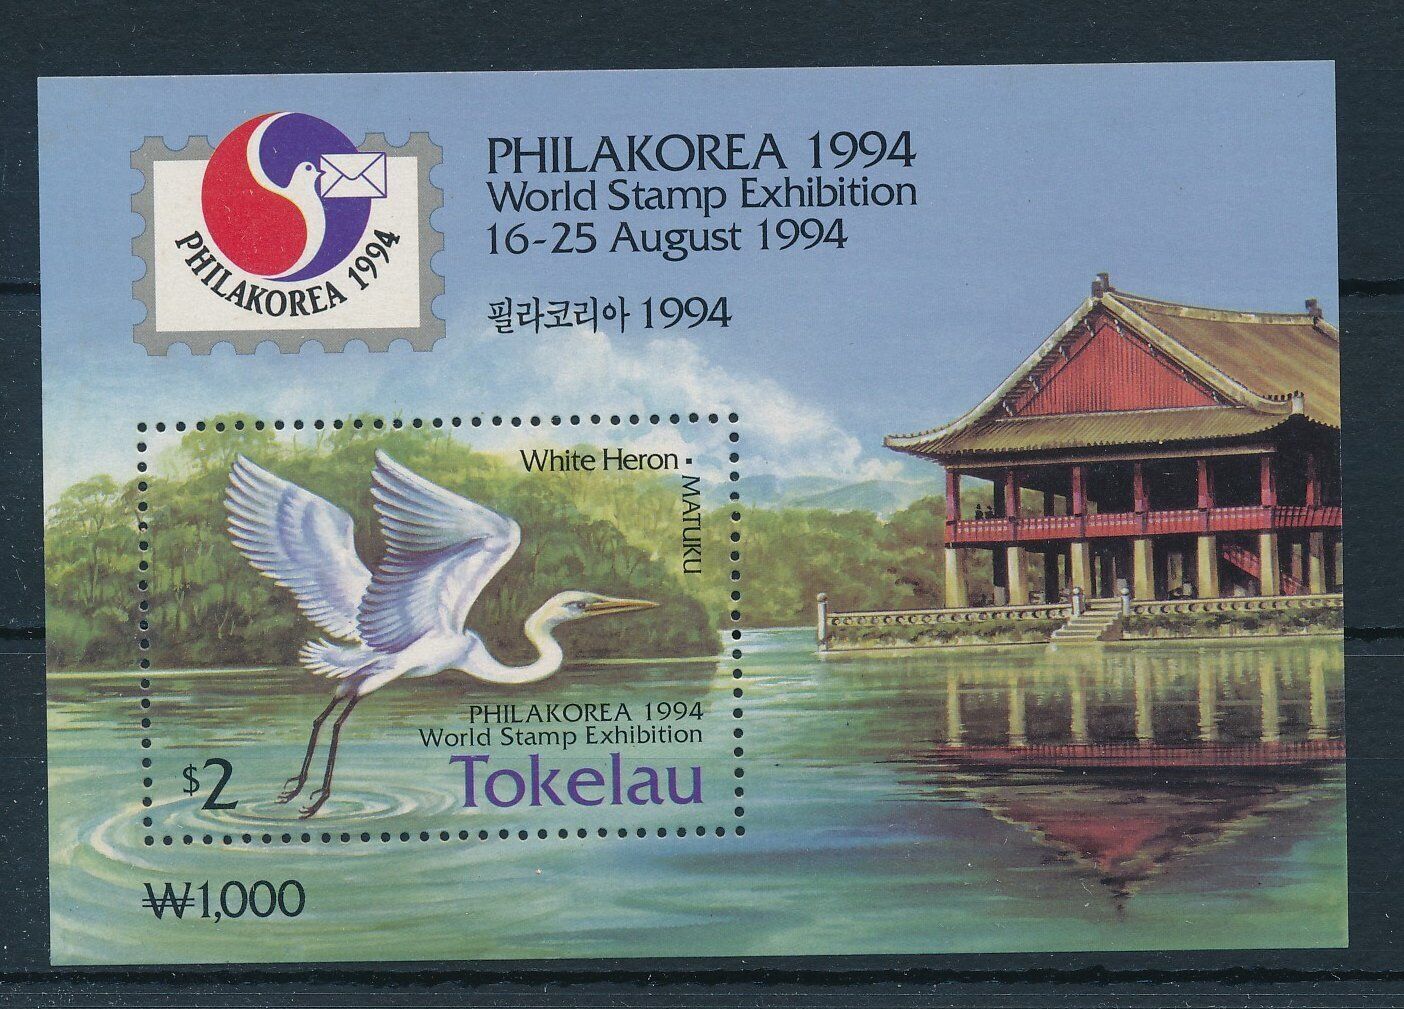 PHILAKOREA 1994
PHILAKOREA 1994
World Stamp Exhibition
16-25 August 1994
필라코리아 1994
White Heron ▪
MATUKU
PHILAKOREA 1994
World Stamp Exhibition
$2
Tokelau
₩1,000